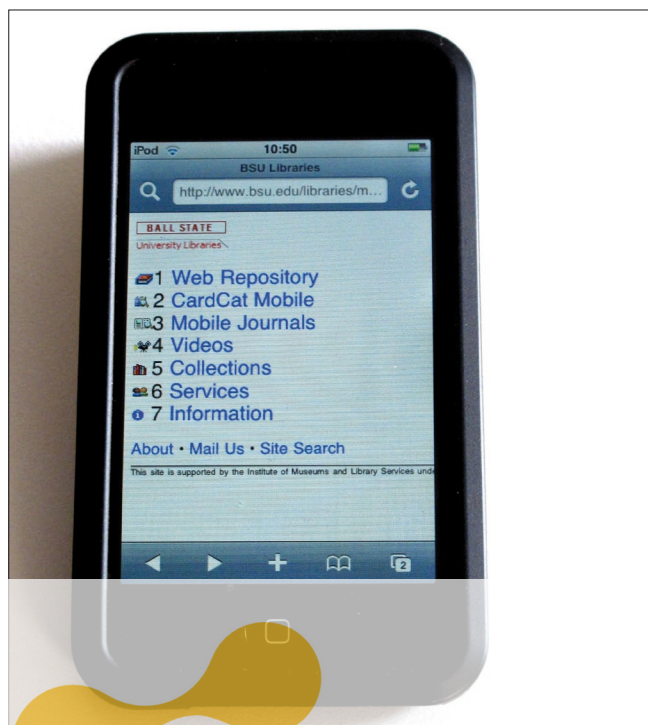 iPod 10:50
BSU Libraries
http://www.bsu.edu/libraries/m...
BALL STATE
University Libraries
1 Web Repository
2 CardCat Mobile
3 Mobile Journals
4 Videos
5 Collections
6 Services
7 Information
About • Mail Us • Site Search
This site is supported by the Institute of Museums and Library Services unde
2